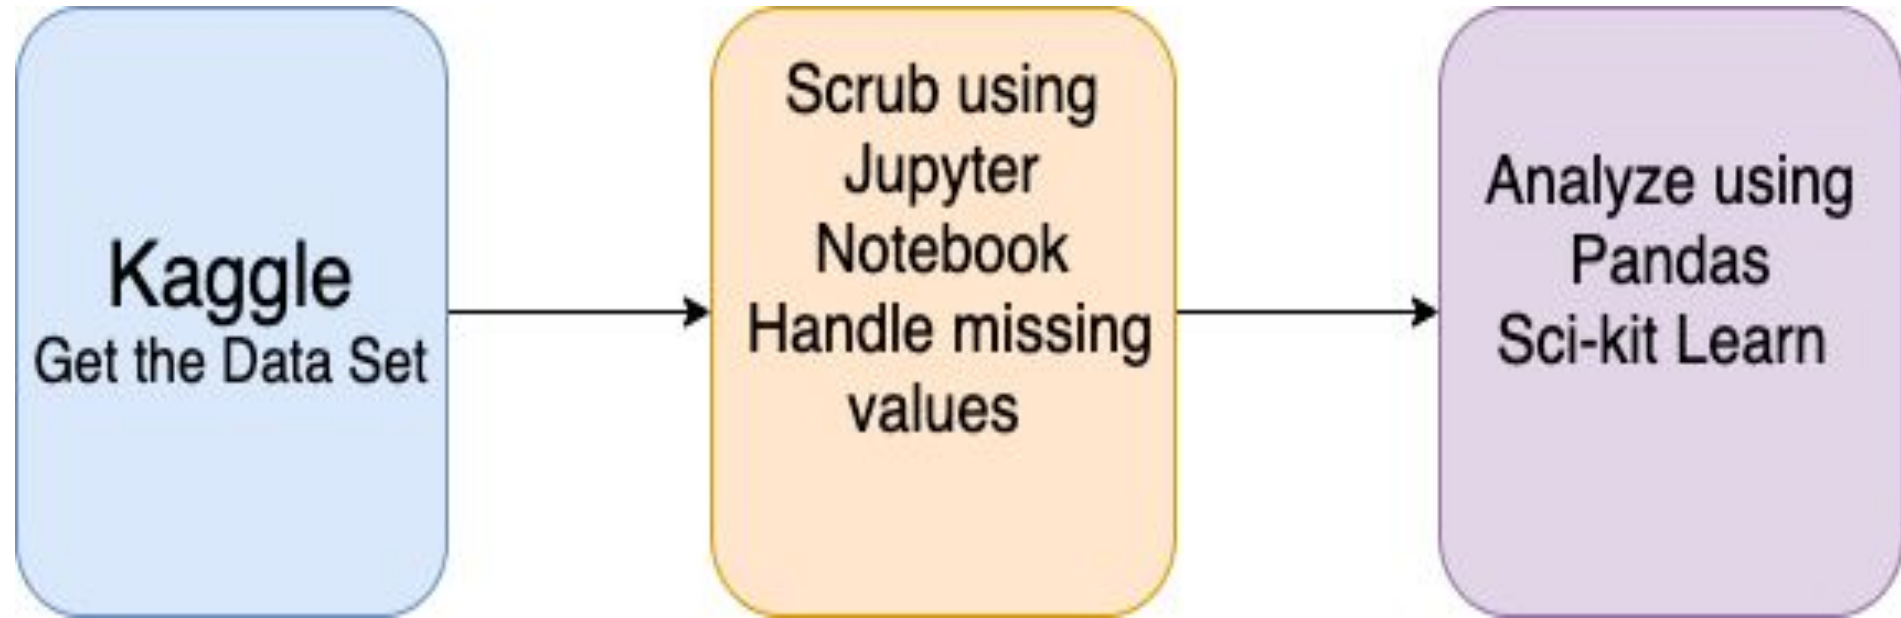 Kaggle
Get the Data Set
Scrub using
Jupyter
Notebook
Handle missing
values
Analyze using
Pandas
Sci-kit Learn